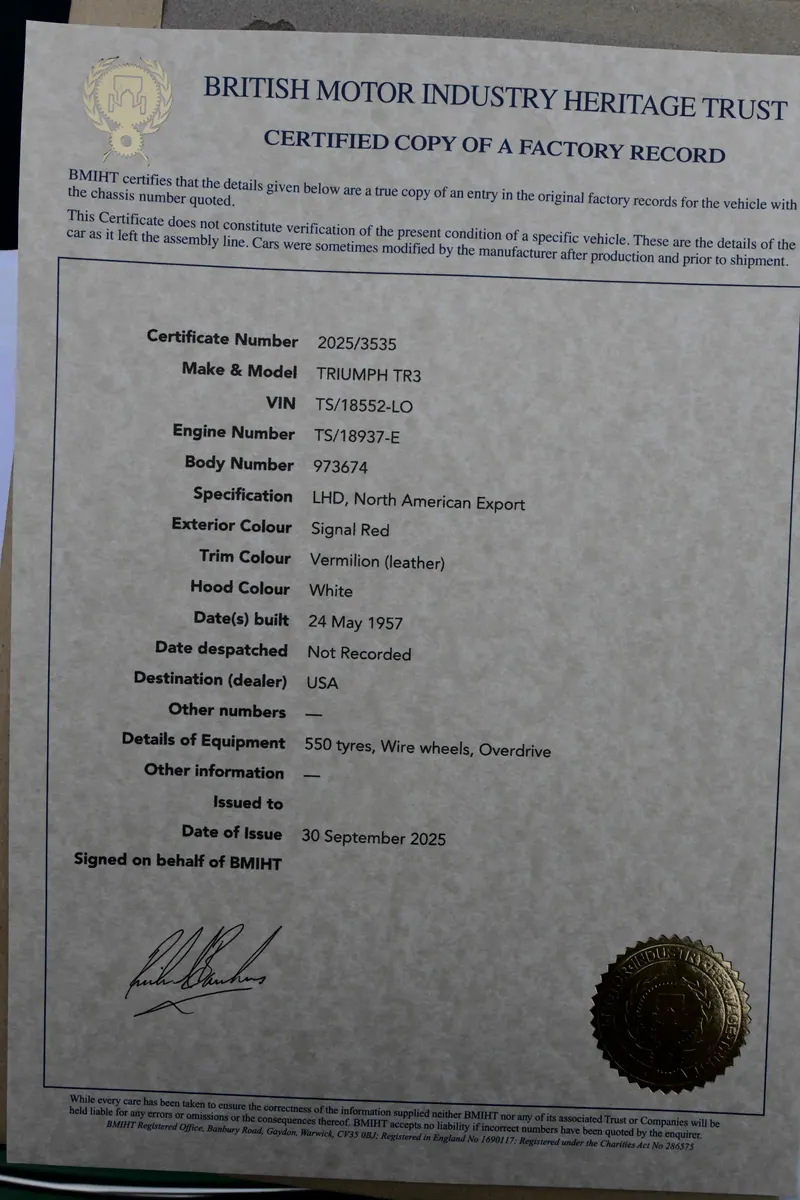 BRITISH MOTOR INDUSTRY HERITAGE TRUST
CERTIFIED COPY OF A FACTORY RECORD
BMIHT certifies that the details given below are a true copy of an entry in the original factory records for the vehicle with
the chassis number quoted.
This Certificate does not constitute verification of the present condition of a specific vehicle. These are the details of the
car as it left the assembly line. Cars were sometimes modified by the manufacturer after production and prior to shipment.
Certificate Number 2025/3535
Make & Model TRIUMPH TR3
VIN TS/18552-LO
Engine Number TS/18937-E
Body Number 973674
Specification LHD, North American Export
Exterior Colour Signal Red
Trim Colour Vermilion (leather)
Hood Colour White
Date(s) built 24 May 1957
Date despatched Not Recorded
Destination (dealer) USA
Other numbers —
Details of Equipment 550 tyres, Wire wheels, Overdrive
Other information —
Issued to
Date of Issue 30 September 2025
Signed on behalf of BMIHT
While every care has been taken to ensure the correctness of the information supplied neither BMIHT nor any of its associated Trust or Companies will be
held liable for any errors or omissions or the consequences thereof. BMIHT accepts no liability if incorrect numbers have been quoted by the enquirer.
BMIHT Registered Office, Banbury Road, Gaydon, Warwick, CV35 0BJ; Registered in England No 1690117; Registered under the Charities Act No 286575